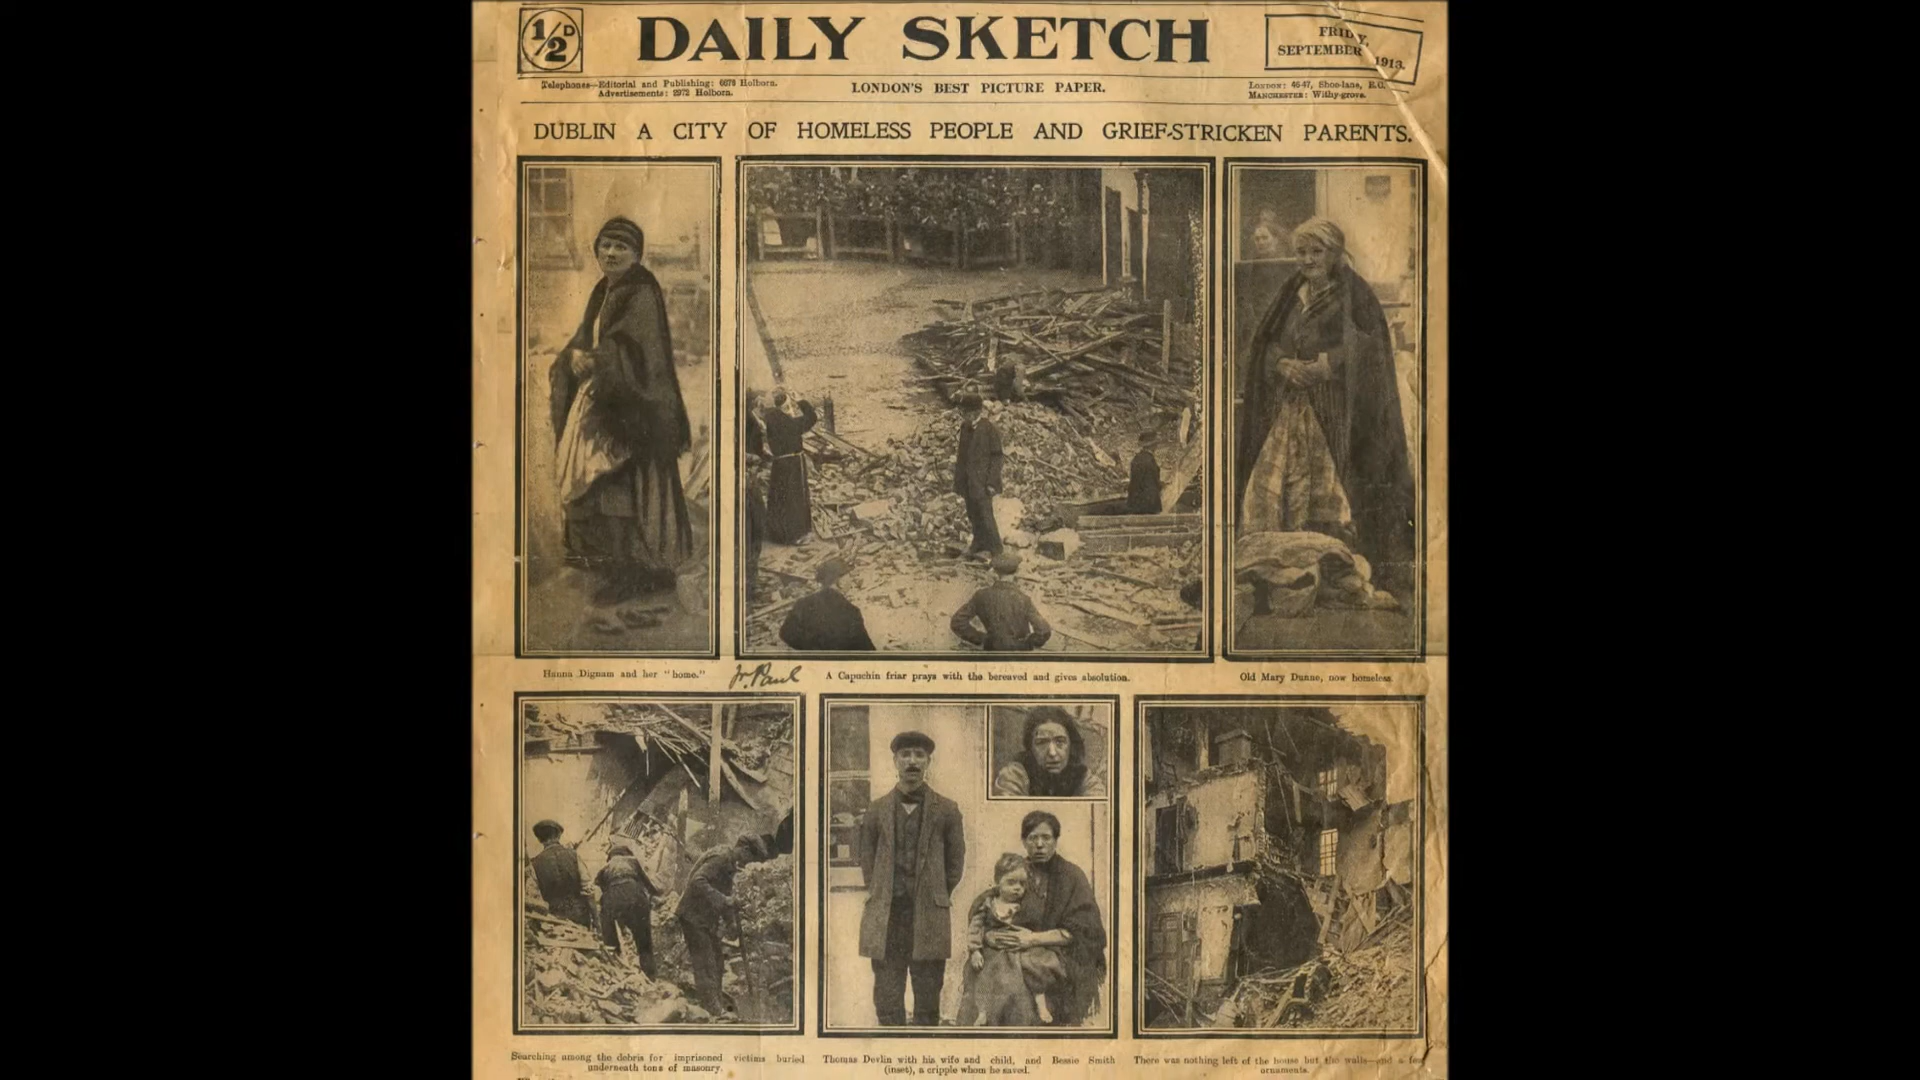 1/2D
DAILY SKETCH
SEPTEMBER
1913.
Telephones—Editorial and Publishing: 6676 Holborn.
Advertisements: 2972 Holborn.
LONDON'S BEST PICTURE PAPER.
LONDON: 46-47, Shoe-lane, E.C.
MANCHESTER: Withy-grove.
DUBLIN A CITY OF HOMELESS PEOPLE AND GRIEF-STRICKEN PARENTS.
Hanna Dignam and her "home."
Fr. Paul
A Capuchin friar prays with the bereaved and gives absolution.
Old Mary Dunne, now homeless.
Searching among the debris for imprisoned victims buried
underneath tons of masonry.
Thomas Devlin with his wife and child, and Bessie Smith
(inset), a cripple whom he saved.
There was nothing left of the house but the walls—and a few
ornaments.